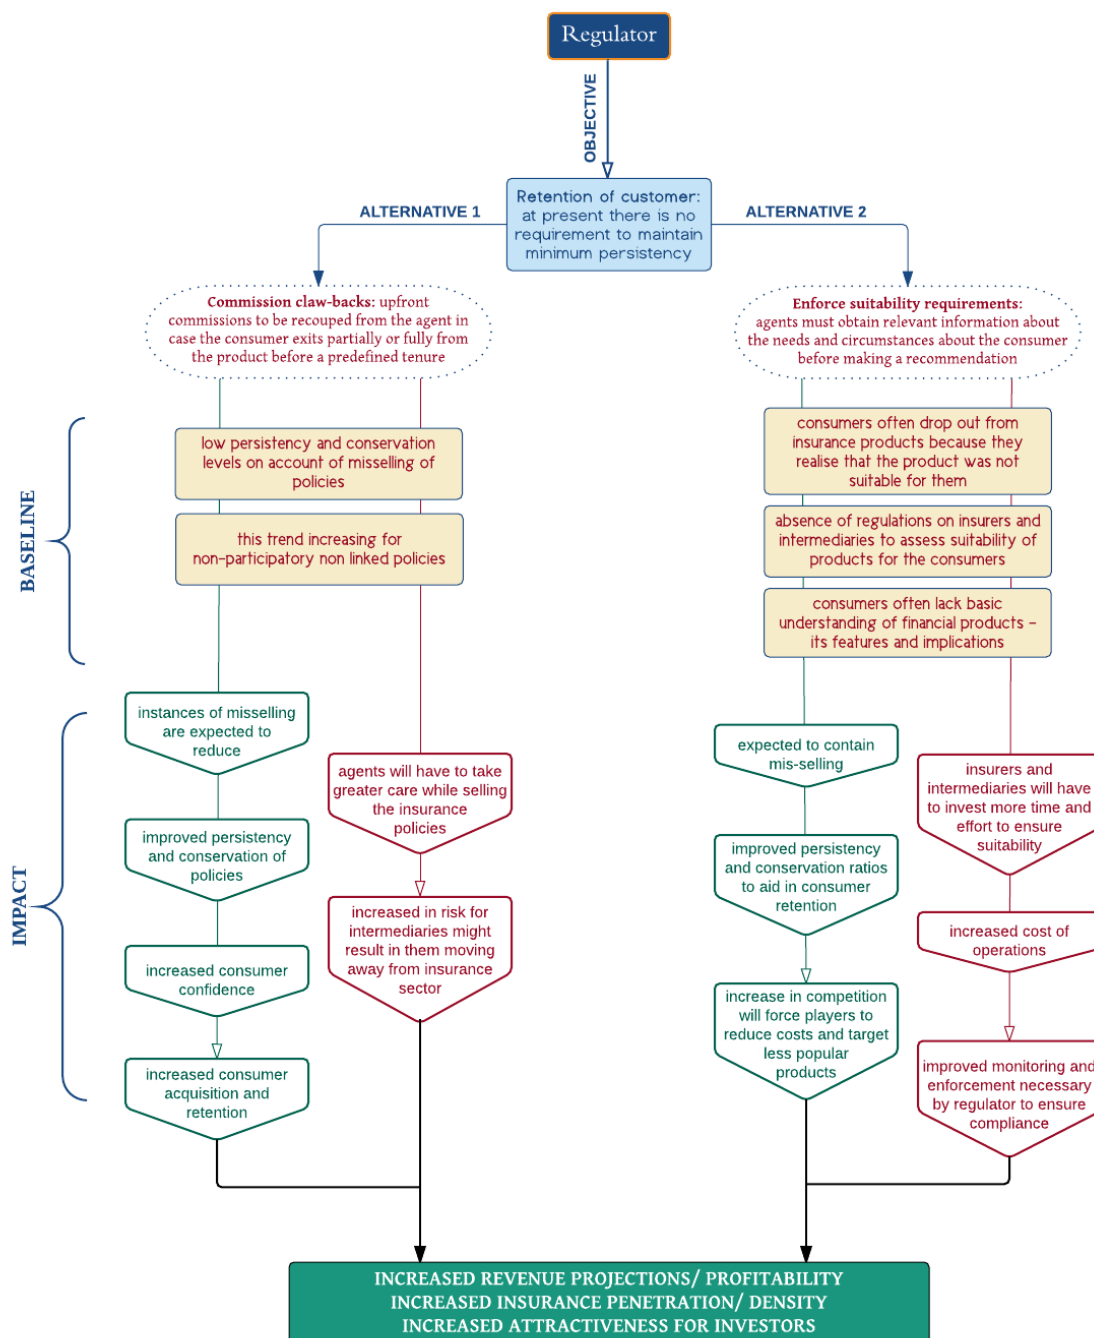 Regulator
OBJECTIVE
Retention of customer:
at present there is no
requirement to maintain
minimum persistency
ALTERNATIVE 1
ALTERNATIVE 2
Commission claw-backs: upfront
commissions to be recouped from the agent in
case the consumer exits partially or fully from
the product before a predefined tenure
Enforce suitability requirements:
agents must obtain relevant information about
the needs and circumstances about the consumer
before making a recommendation
BASELINE
low persistency and conservation
levels on account of misselling of
policies
this trend increasing for
non-participatory non linked policies
consumers often drop out from
insurance products because they
realise that the product was not
suitable for them
absence of regulations on insurers and
intermediaries to assess suitability of
products for the consumers
consumers often lack basic
understanding of financial products –
its features and implications
IMPACT
instances of misselling
are expected to
reduce
improved persistency
and conservation of
policies
increased consumer
confidence
increased consumer
acquisition and
retention
agents will have to take
greater care while selling
the insurance
policies
increased in risk for
intermediaries might
result in them moving
away from insurance
sector
expected to contain
mis-selling
improved persistency
and conservation ratios
to aid in consumer
retention
increase in competition
will force players to
reduce costs and target
less popular
products
insurers and
intermediaries will have
to invest more time and
effort to ensure
suitability
increased cost of
operations
improved monitoring and
enforcement necessary
by regulator to ensure
compliance
INCREASED REVENUE PROJECTIONS/ PROFITABILITY
INCREASED INSURANCE PENETRATION/ DENSITY
INCREASED ATTRACTIVENESS FOR INVESTORS